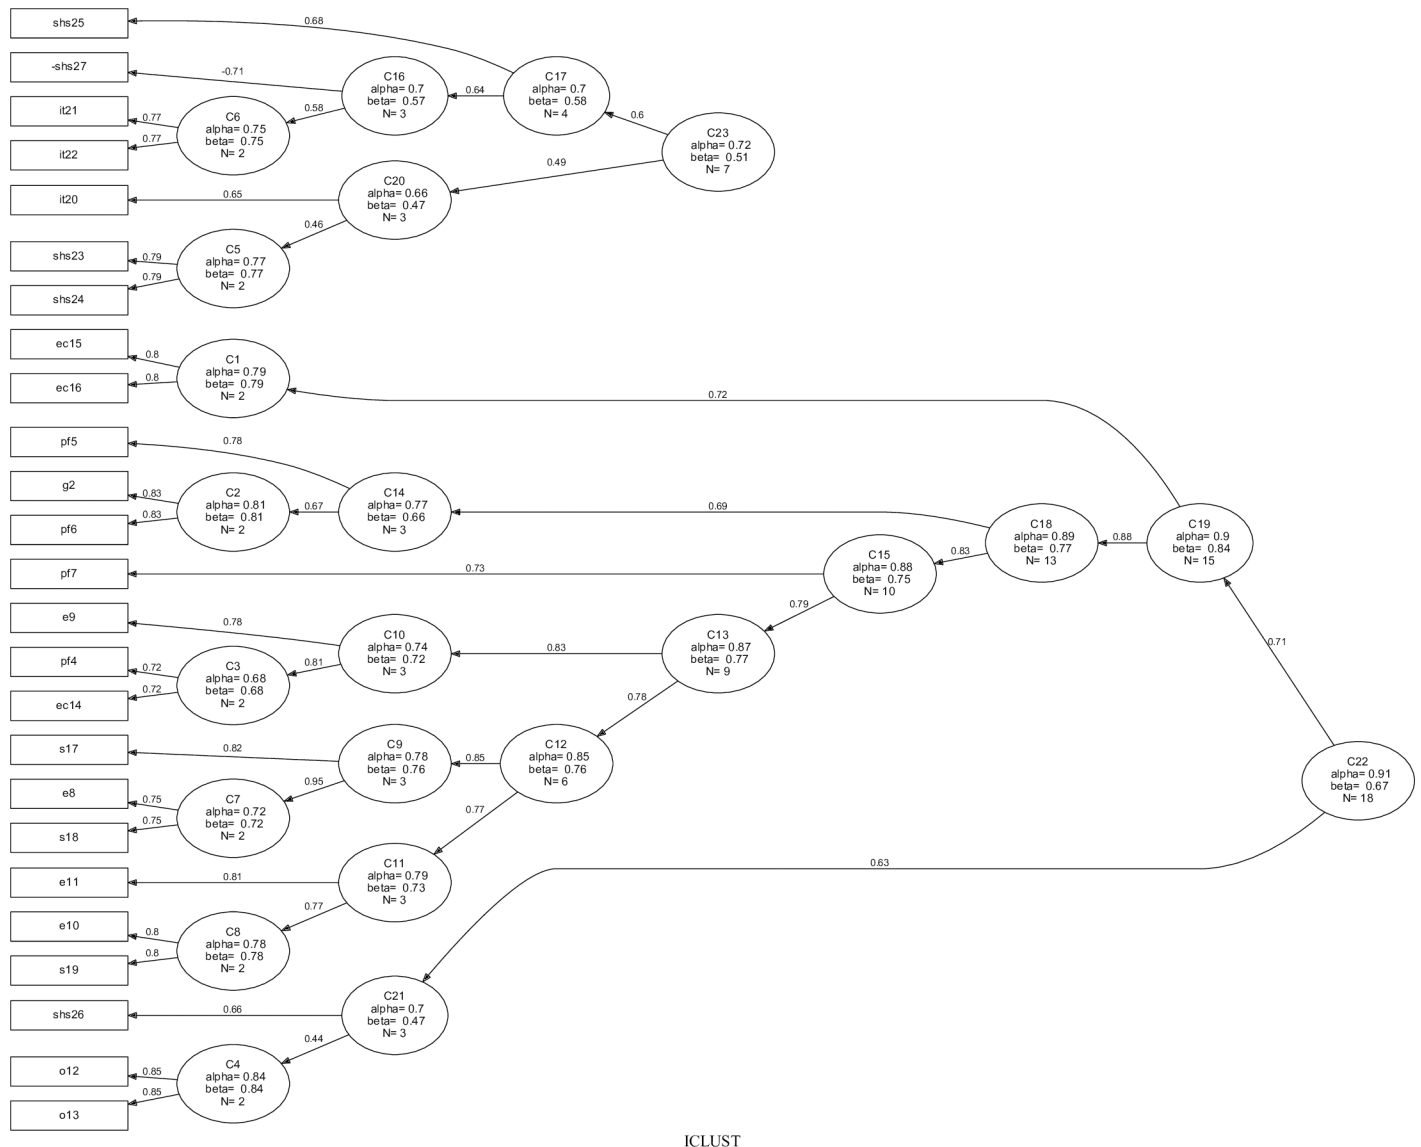 shs25
-shs27
it21
it22
it20
shs23
shs24
ec15
ec16
pf5
g2
pf6
pf7
e9
pf4
ec14
s17
e8
s18
e11
e10
s19
shs26
o12
o13
0.68
-0.71
0.77
0.77
0.65
0.79
0.79
0.8
0.8
0.78
0.83
0.83
0.73
0.78
0.72
0.72
0.82
0.75
0.75
0.81
0.8
0.8
0.66
0.85
0.85
C6
alpha= 0.75
beta= 0.75
N= 2
C5
alpha= 0.77
beta= 0.77
N= 2
C1
alpha= 0.79
beta= 0.79
N= 2
C2
alpha= 0.81
beta= 0.81
N= 2
C3
alpha= 0.68
beta= 0.68
N= 2
C7
alpha= 0.72
beta= 0.72
N= 2
C8
alpha= 0.78
beta= 0.78
N= 2
C4
alpha= 0.84
beta= 0.84
N= 2
0.58
0.46
0.67
0.81
0.95
0.77
0.44
C16
alpha= 0.7
beta= 0.57
N= 3
C20
alpha= 0.66
beta= 0.47
N= 3
C14
alpha= 0.77
beta= 0.66
N= 3
C10
alpha= 0.74
beta= 0.72
N= 3
C9
alpha= 0.78
beta= 0.76
N= 3
C11
alpha= 0.79
beta= 0.73
N= 3
C21
alpha= 0.7
beta= 0.47
N= 3
0.64
0.49
0.83
0.85
0.77
C17
alpha= 0.7
beta= 0.58
N= 4
C12
alpha= 0.85
beta= 0.76
N= 6
0.6
0.72
0.69
0.78
C23
alpha= 0.72
beta= 0.51
N= 7
C13
alpha= 0.87
beta= 0.77
N= 9
0.79
0.63
C15
alpha= 0.88
beta= 0.75
N= 10
0.83
C18
alpha= 0.89
beta= 0.77
N= 13
0.88
C19
alpha= 0.9
beta= 0.84
N= 15
0.71
C22
alpha= 0.91
beta= 0.67
N= 18
ICLUST